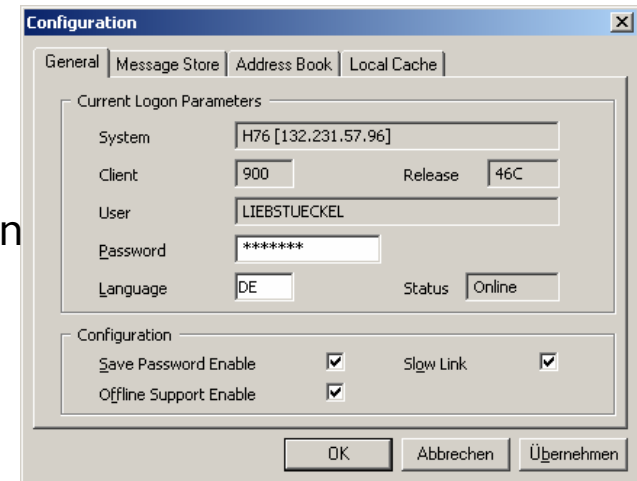 Configuration
General Message Store Address Book Local Cache
Current Logon Parameters
System H76 [132.231.57.96]
Client 900 Release 46C
User LIEBSTUECKEL
n
Password *******
Language DE Status Online
Configuration
Save Password Enable Slow Link
Offline Support Enable
OK Abbrechen Übernehmen